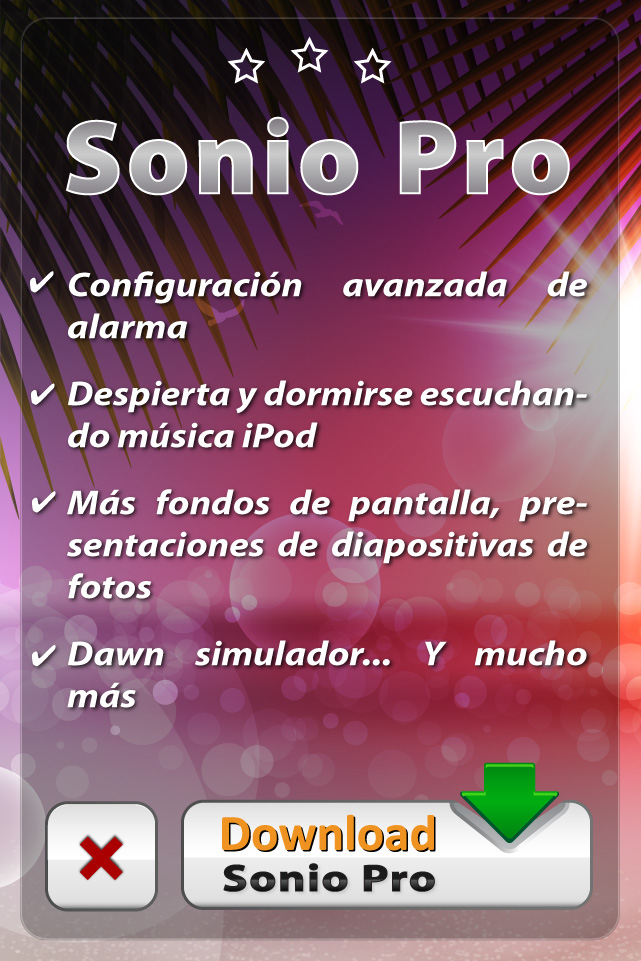 Sonio Pro
Configuración avanzada de
alarma
Despierta y dormirse escuchan-
do música iPod
Más fondos de pantalla, pre-
sentaciones de diapositivas de
fotos
Dawn simulador... Y mucho
más
Download
Sonio Pro